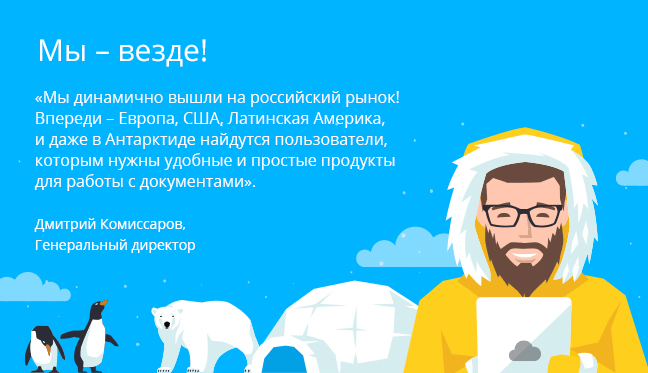 Мы – везде!
«Мы динамично вышли на российский рынок!
Впереди – Европа, США, Латинская Америка,
и даже в Антарктиде найдутся пользователи,
которым нужны удобные и простые продукты
для работы с документами».
Дмитрий Комиссаров,
Генеральный директор